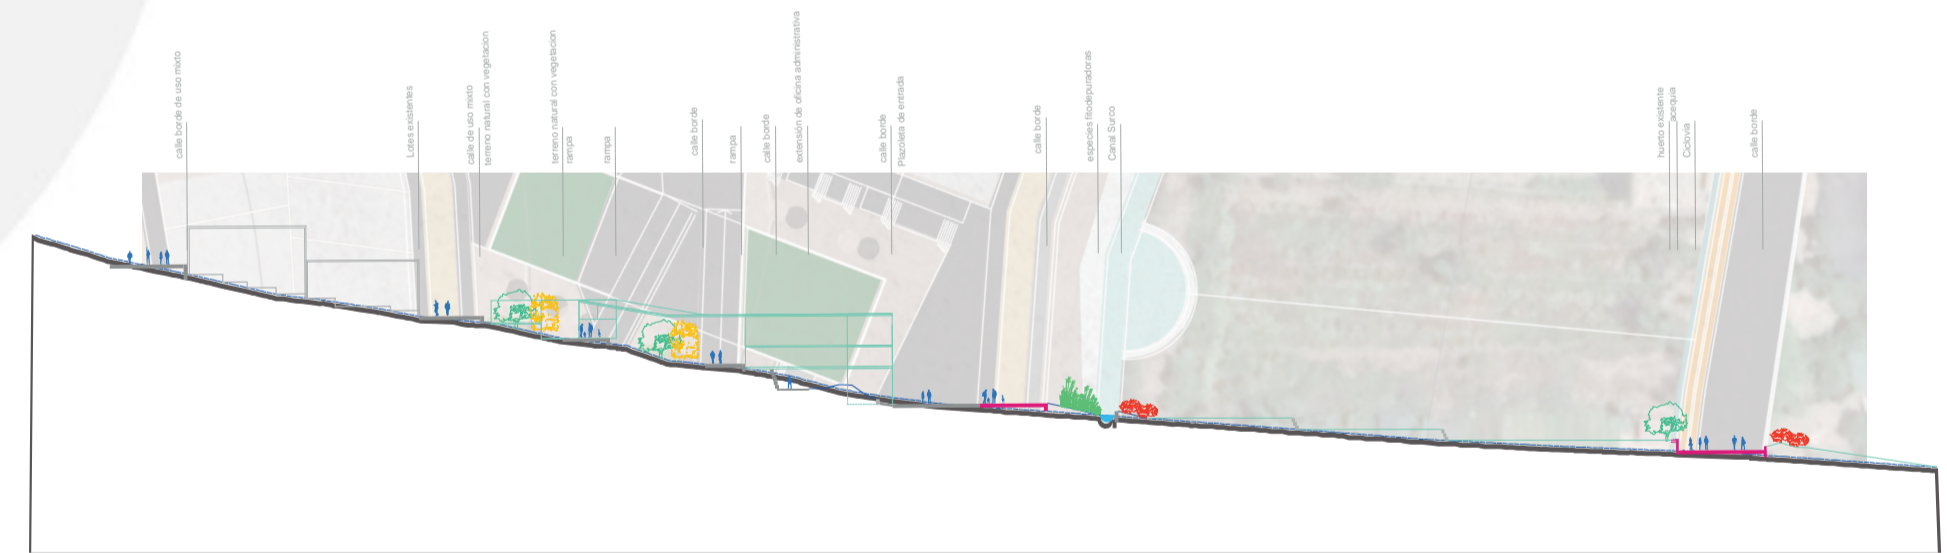 calle borde de uso mixto
Lotes existentes
calle de uso mixto
terreno natural con vegetacion
terreno natural con vegetacion
rampa
rampa
calle borde
rampa
calle borde
extensión de oficina administrativa
calle borde
Plazoleta de entrada
calle borde
especies fitodepuradoras
Canal Surco
huerto existente
acequia
Ciclovia
calle borde